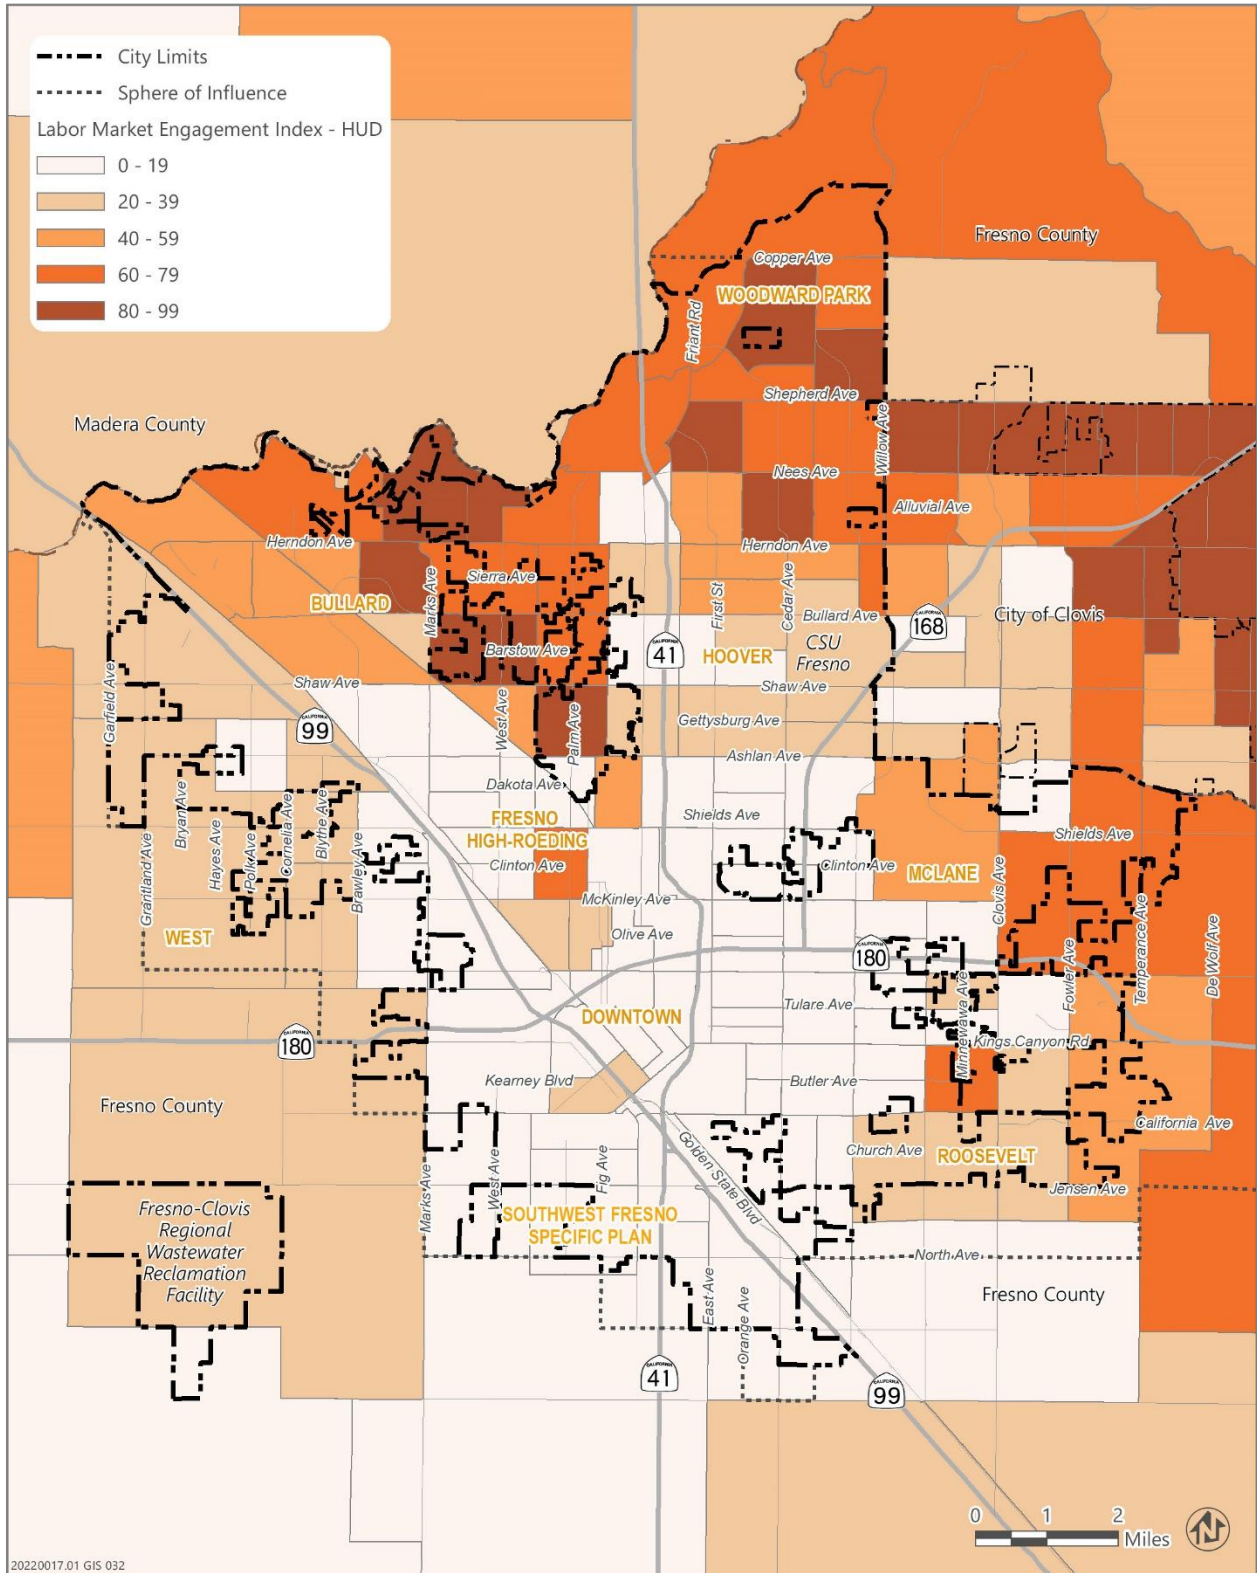 City Limits
Sphere of Influence
Labor Market Engagement Index - HUD
0 - 19
20 - 39
40 - 59
60 - 79
80 - 99
Fresno County
Copper Ave
WOODWARD PARK
Friant Rd
Shepherd Ave
Willow Ave
Madera County
Nees Ave
Alluvial Ave
Herndon Ave
Herndon Ave
Sierra Ave
BULLARD
Marks Ave
First St
Cedar Ave
Bullard Ave
CALIFORNIA
168
City of Clovis
Barstow Ave
CALIFORNIA
41
HOOVER
CSU
Fresno
Garfield Ave
Shaw Ave
Shaw Ave
CALIFORNIA
99
West Ave
Palm Ave
Gettysburg Ave
Ashlan Ave
Dakota Ave
Bryan Ave
Hayes Ave
Polk Ave
Cornelia Ave
Blythe Ave
Brawley Ave
Grantland Ave
FRESNO
HIGH-ROEDING
Shields Ave
Shields Ave
Clinton Ave
Clinton Ave
MCLANE
Clovis Ave
McKinley Ave
WEST
Olive Ave
Temperance Ave
De Wolf Ave
Fowler Ave
CALIFORNIA
180
Minnewawa Ave
Tulare Ave
DOWNTOWN
CALIFORNIA
180
Kings Canyon Rd
Kearney Blvd
Butler Ave
Fresno County
California Ave
Golden State Blvd
Church Ave
ROOSEVELT
Marks Ave
West Ave
Fig Ave
Jensen Ave
Fresno-Clovis
Regional
Wastewater
Reclamation
Facility
SOUTHWEST FRESNO
SPECIFIC PLAN
North Ave
East Ave
Orange Ave
Fresno County
CALIFORNIA
41
CALIFORNIA
99
0 1 2
Miles
N
20220017.01 GIS 032